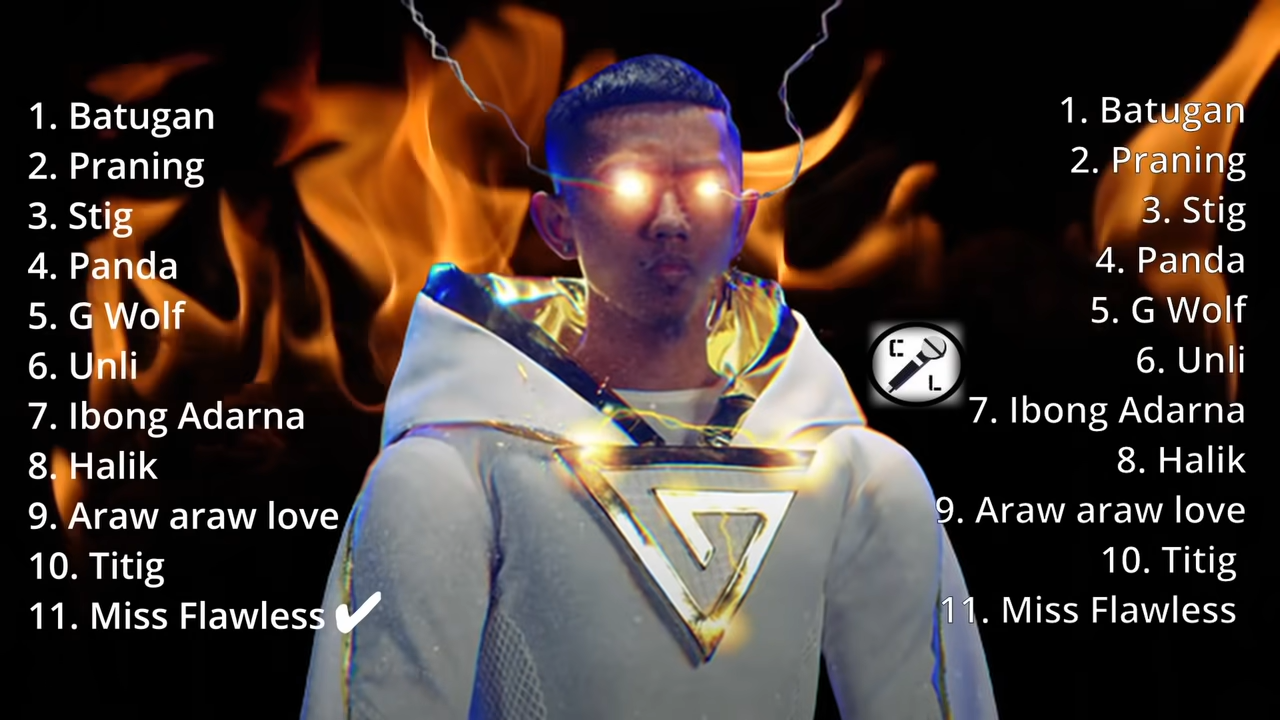 1. Batugan
2. Praning
3. Stig
4. Panda
5. G Wolf
6. Unli
7. Ibong Adarna
8. Halik
9. Araw araw love
10. Titig
11. Miss Flawless ✔
1. Batugan
2. Praning
3. Stig
4. Panda
5. G Wolf
6. Unli
7. Ibong Adarna
8. Halik
9. Araw araw love
10. Titig
11. Miss Flawless
C
L